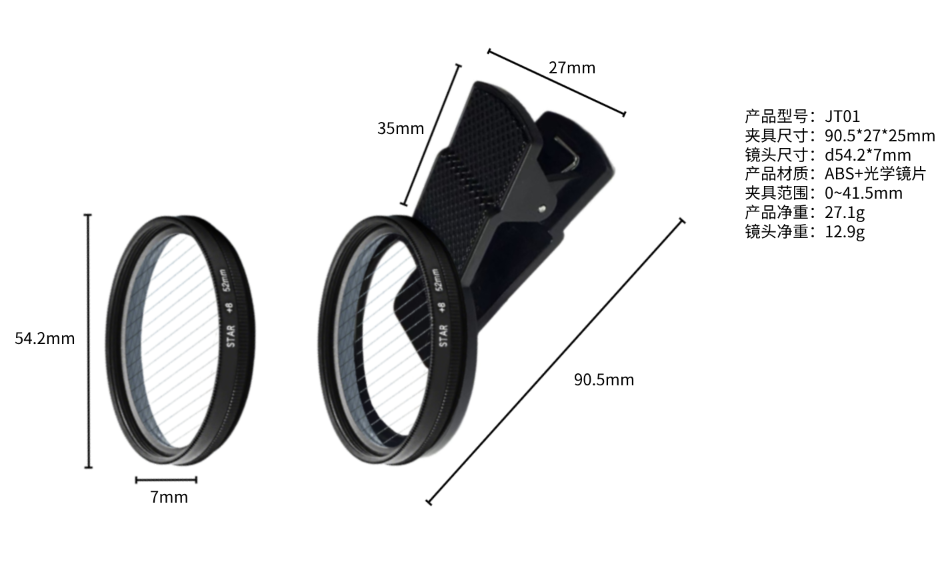 27mm
35mm
产品型号：JT01
夹具尺寸：90.5*27*25mm
镜头尺寸：d54.2*7mm
产品材质：ABS+光学镜片
夹具范围：0~41.5mm
产品净重：27.1g
镜头净重：12.9g
STAR +8 52mm
STAR +8 52mm
54.2mm
90.5mm
7mm